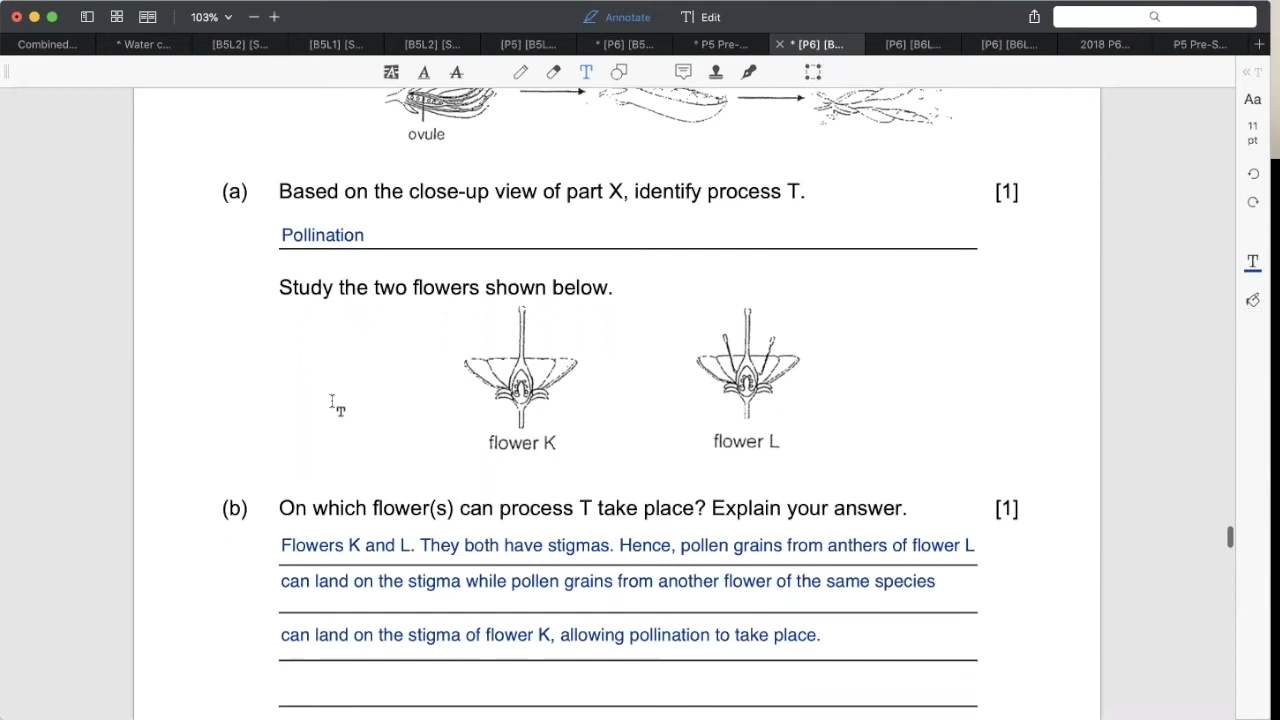 103%
Annotate
Edit
Combined...
* Water c...
[B5L2] [S...
[B5L1] [S...
[B5L2] [S...
[P5] [B5L...
* [P6] [B5...
* P5 Pre-...
* [P6] [B...
[P6] [B6L...
[P6] [B6L...
2018 P6...
P5 Pre-S...
Aa
11
pt
ovule
(a) Based on the close-up view of part X, identify process T. [1]
Pollination
Study the two flowers shown below.
flower K flower L
(b) On which flower(s) can process T take place? Explain your answer. [1]
Flowers K and L. They both have stigmas. Hence, pollen grains from anthers of flower L
can land on the stigma while pollen grains from another flower of the same species
can land on the stigma of flower K, allowing pollination to take place.